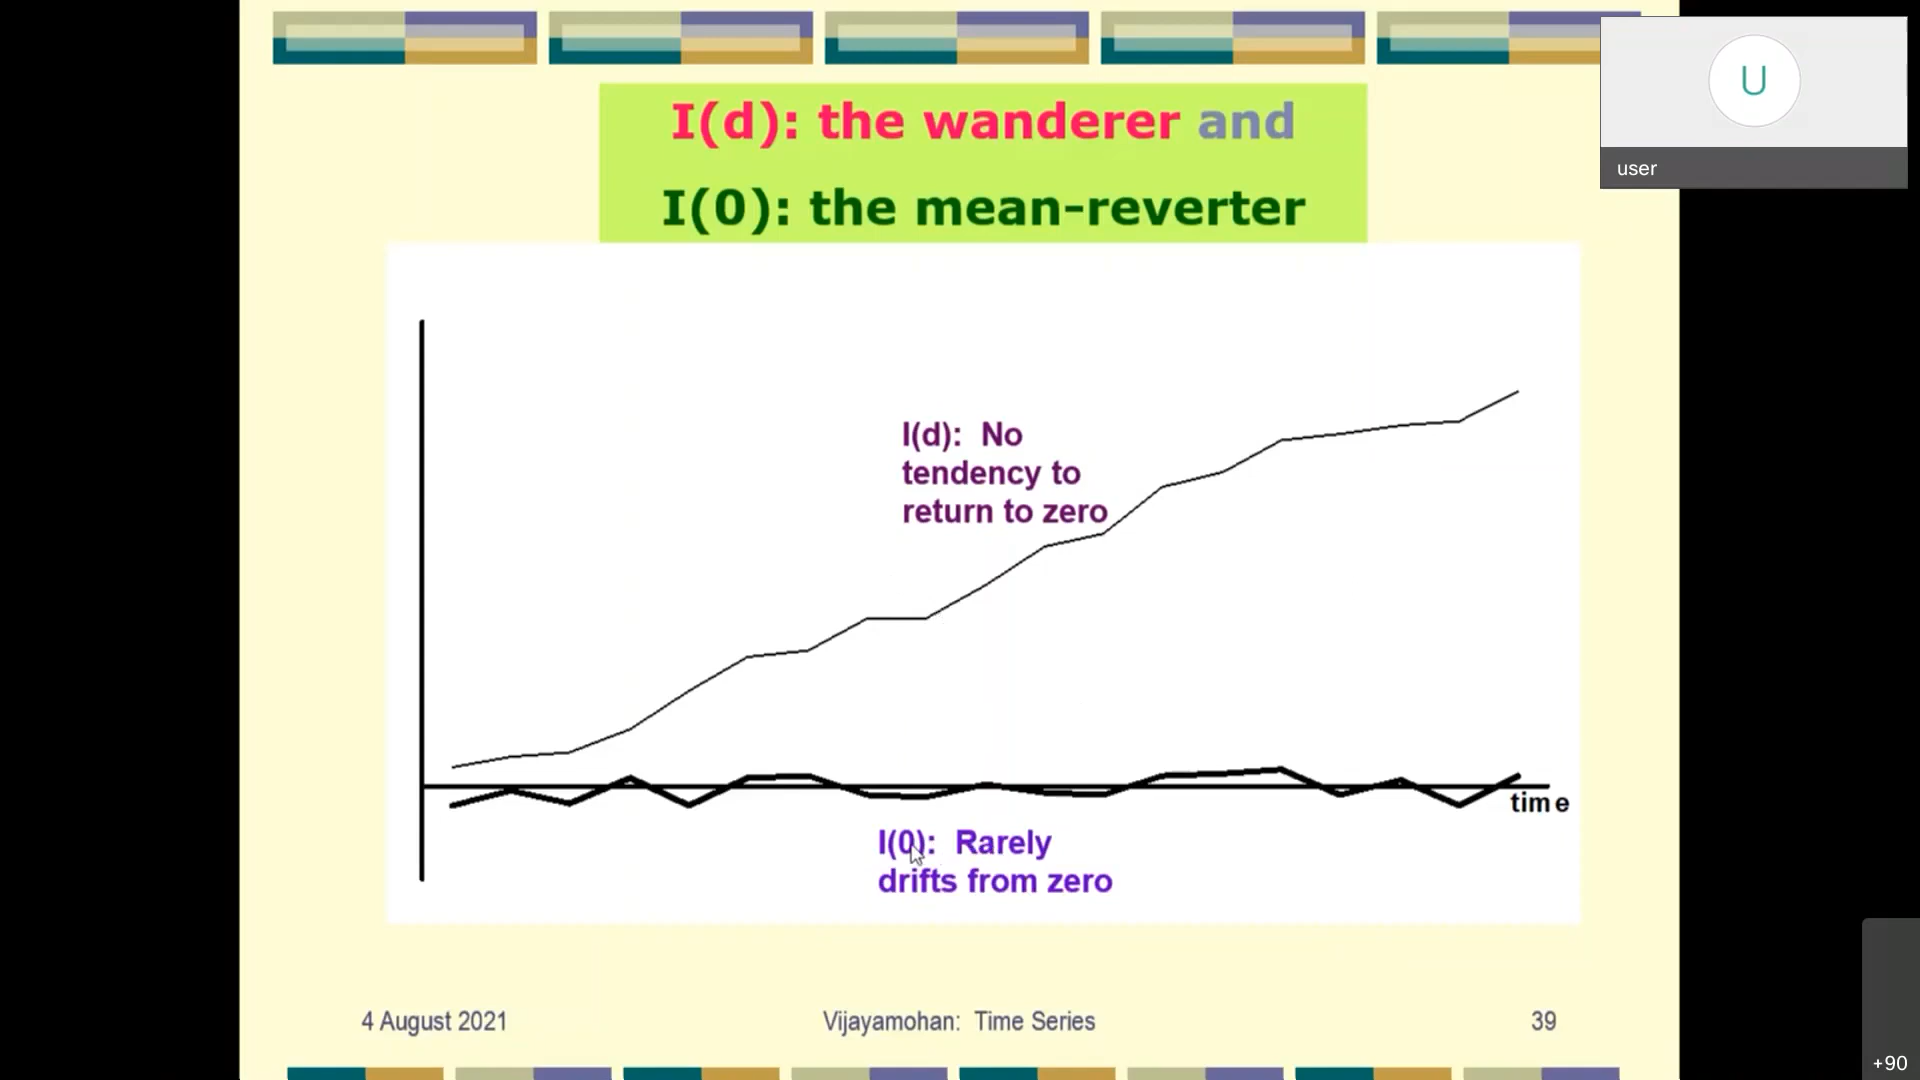 I(d): the wanderer and
I(0): the mean-reverter
U
user
I(d): No
tendency to
return to zero
time
I(0): Rarely
drifts from zero
4 August 2021
Vijayamohan: Time Series
39
+90